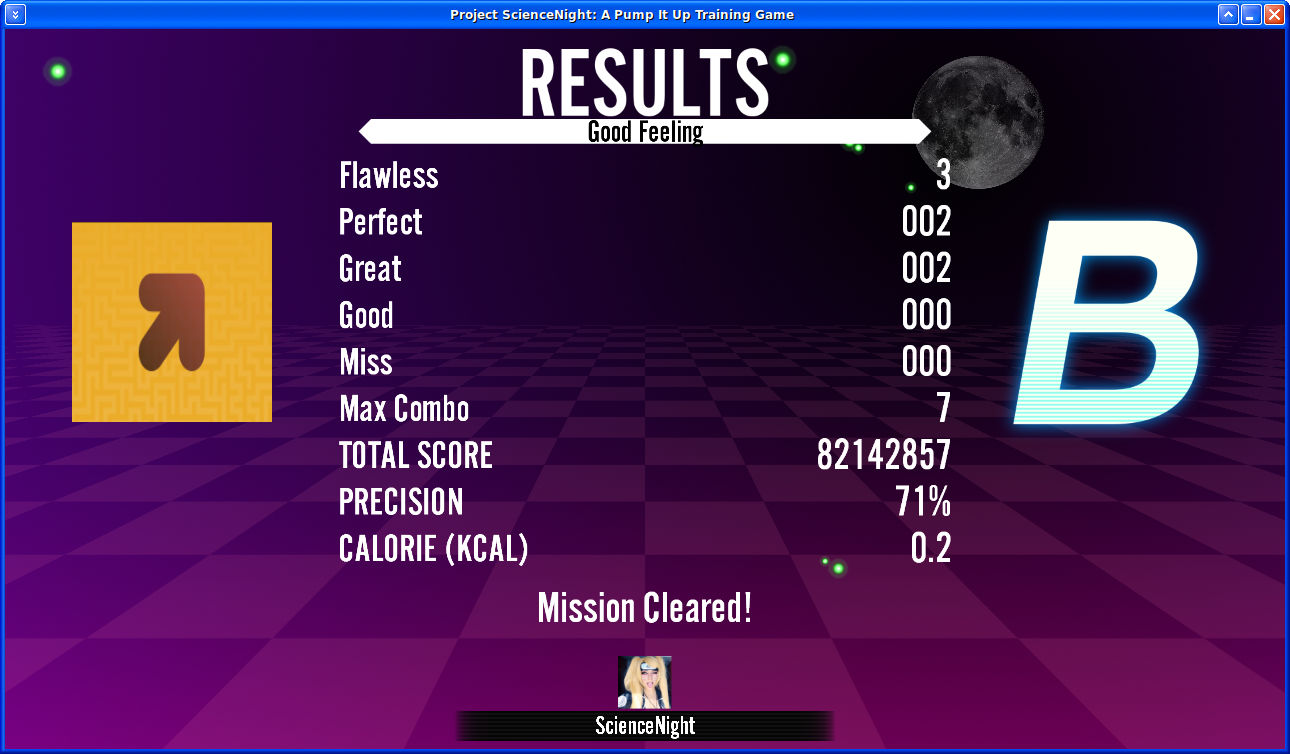 Project ScienceNight: A Pump It Up Training Game
RESULTS
Good Feeling
Flawless 3
Perfect 002
Great 002
Good 000
Miss 000
Max Combo 7
TOTAL SCORE 82142857
PRECISION 71%
CALORIE (KCAL) 0.2
B
Mission Cleared!
ScienceNight